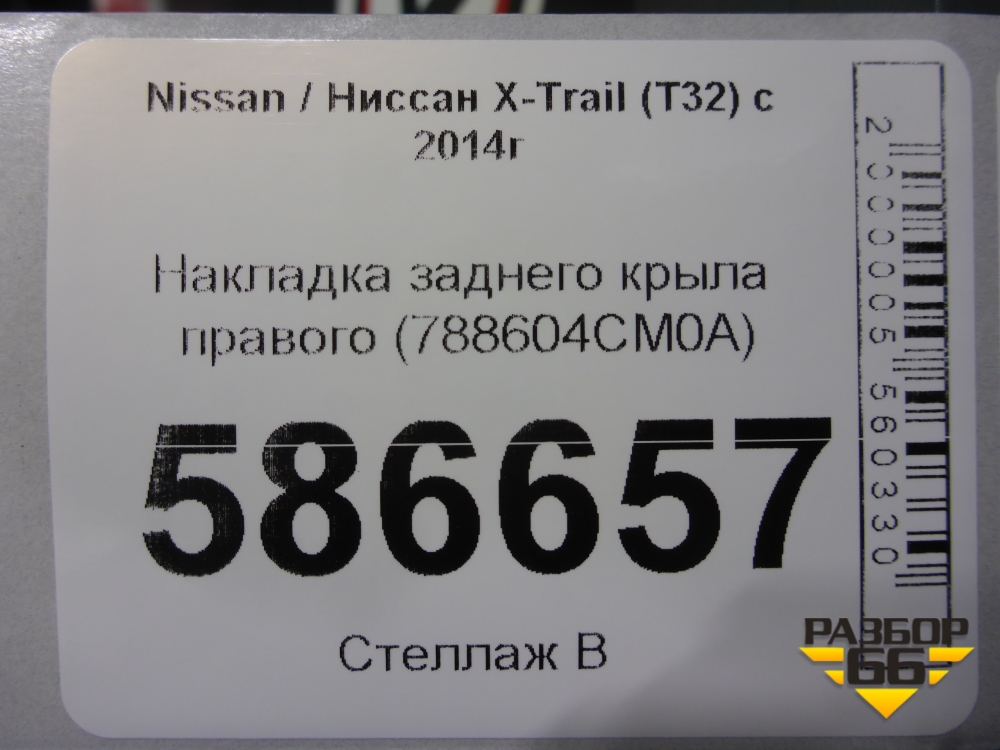 Nissan / Ниссан X-Trail (T32) с
2014г
Накладка заднего крыла
правого (788604CM0A)
586657
Стеллаж В
2000005560330
РАЗБОР
66